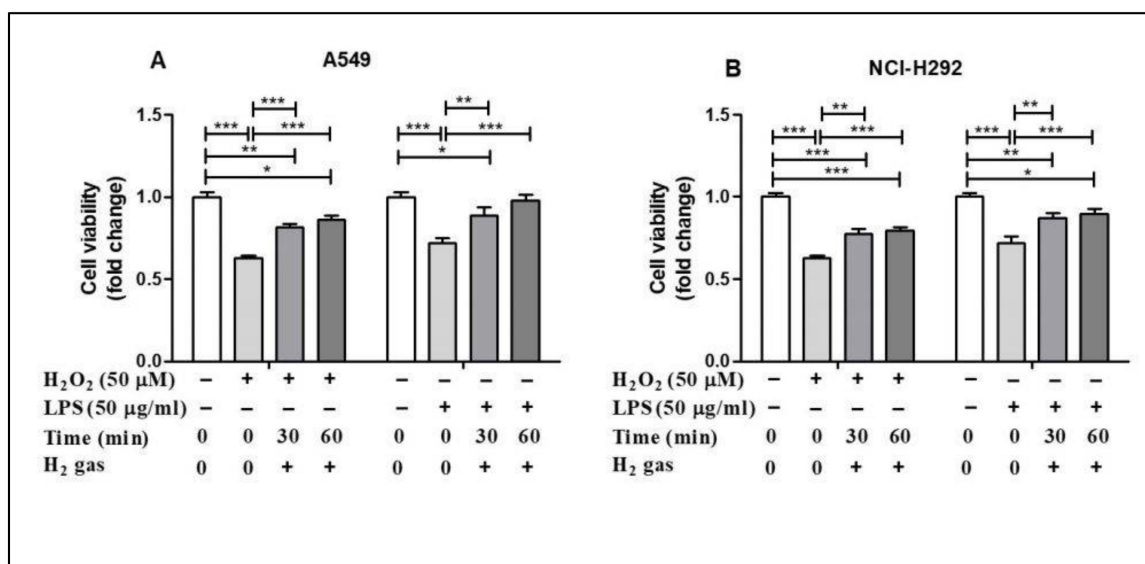 A
A549
*** **
*** *** *** ***
** *
*
1.5
1.0
0.5
0.0
Cell viability
(fold change)
H₂O₂ (50 μM) – + + + – – – –
LPS (50 μg/ml) – – – – – + + +
Time (min) 0 0 30 60 0 0 30 60
H₂ gas 0 0 + + 0 0 + +
B
NCI-H292
** **
*** *** *** ***
*** **
*** *
1.5
1.0
0.5
0.0
Cell viability
(fold change)
H₂O₂ (50 μM) – + + + – – – –
LPS (50 μg/ml) – – – – – + + +
Time (min) 0 0 30 60 0 0 30 60
H₂ gas 0 0 + + 0 0 + +